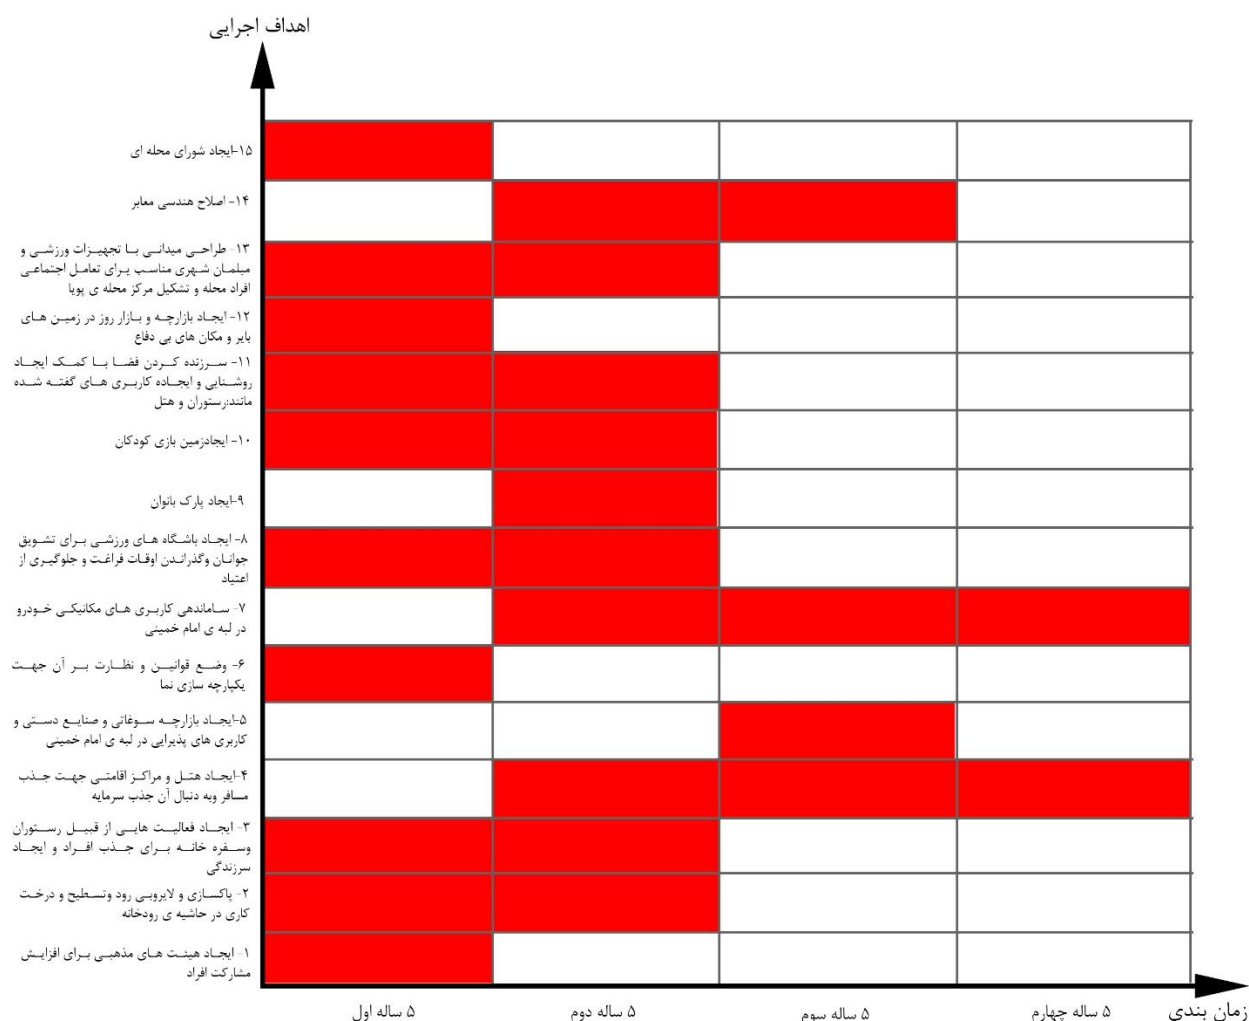 اهداف اجرایی
۱۵-ایجاد شورای محله ای
۱۴- اصلاح هندسی معابر
۱۳- طراحی میدانی با تجهیزات ورزشی و
مبلمان شهری مناسب برای تعامل اجتماعی
افراد محله و تشکیل مرکز محله ی پویا
۱۲- ایجاد بازارچه و بازار روز در زمین های
بایر و مکان های بی دفاع
۱۱- سرزنده کردن فضا با کمک ایجاد
روشنایی و ایجاده کاربری های گفته شده
مانند:رستوران و هتل
۱۰- ایجادزمین بازی کودکان
۹-ایجاد پارک بانوان
۸- ایجاد باشگاه های ورزشی برای تشویق
جوانان وگذراندن اوقات فراغت و جلوگیری از
اعتیاد
۷- ساماندهی کاربری های مکانیکی خودرو
در لبه ی امام خمینی
۶- وضع قوانین و نظارت بر آن جهت
یکپارچه سازی نما
۵-ایجاد بازارچه سوغاتی و صنایع دستی و
کاربری های پذیرایی در لبه ی امام خمینی
۴-ایجاد هتل و مراکز اقامتی جهت جذب
مسافر وبه دنبال آن جذب سرمایه
۳- ایجاد فعالیت هایی از قبیل رستوران
وسفره خانه برای جذب افراد و ایجاد
سرزندگی
۲- پاکسازی و لایروبی رود وتسطیح و درخت
کاری در حاشیه ی رودخانه
۱- ایجاد هیئت های مذهبی برای افزایش
مشارکت افراد
۵ ساله اول
۵ ساله دوم
۵ ساله سوم
۵ ساله چهارم
زمان بندی